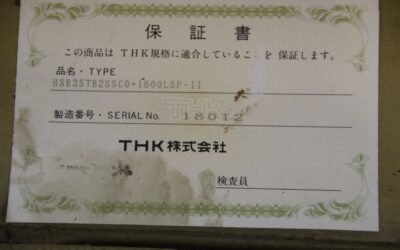 保証書
この商品は THK規格に適合していることを 保証します。
品名・TYPE
HSR35TB2SSC0+1600LSP-II
THK
製造番号・SERIAL No. 18012
THK株式会社
検査員